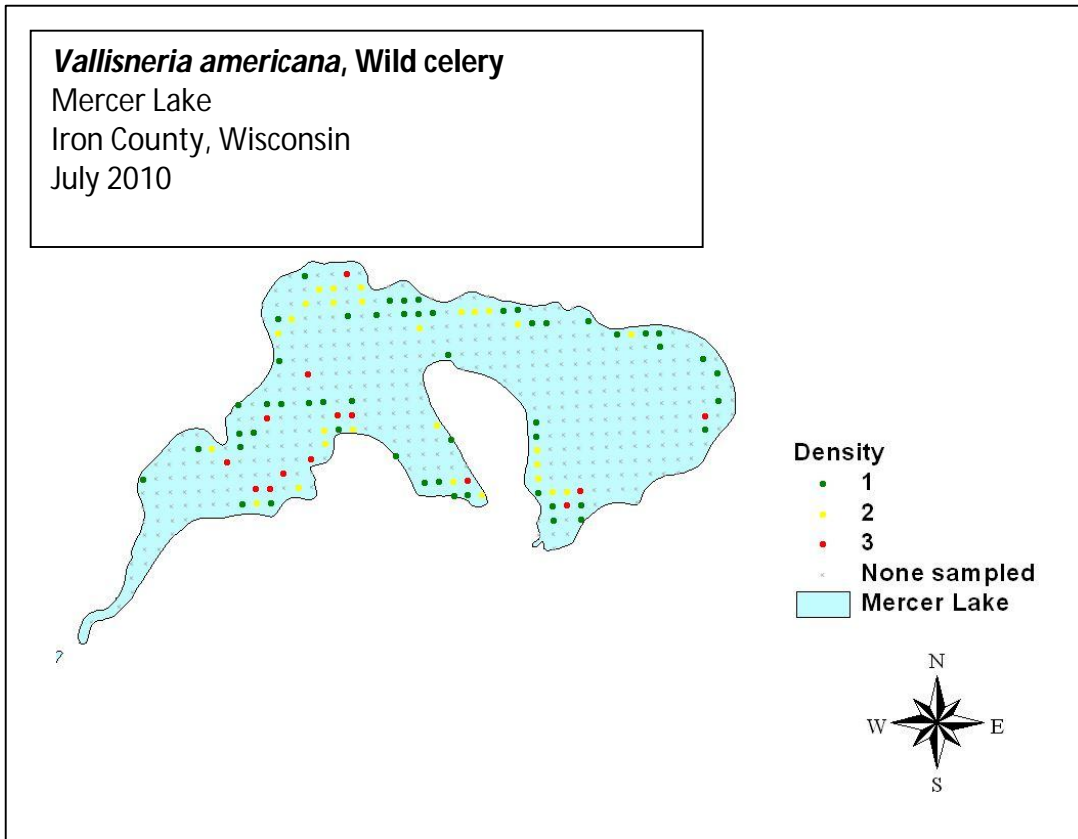 Vallisneria americana, Wild celery
Mercer Lake
Iron County, Wisconsin
July 2010
Density
1
2
3
None sampled
Mercer Lake
N
W E
S